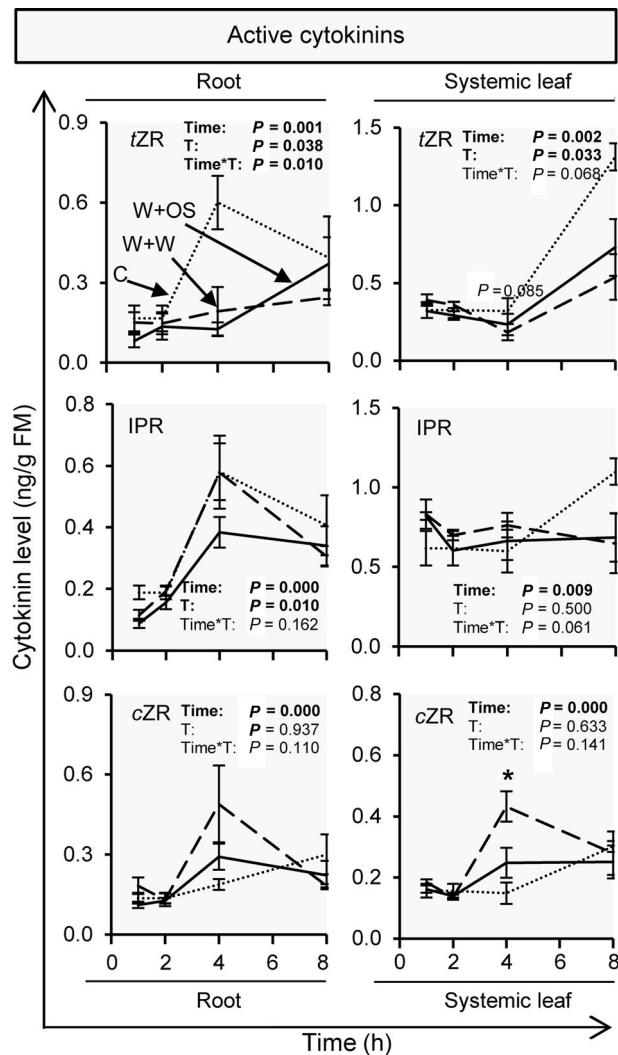 Active cytokinins
Root
Systemic leaf
Cytokinin level (ng/g FM)
tZR
Time: P = 0.001
T: P = 0.038
Time*T: P = 0.010
W+OS
W+W
C
0.9
0.6
0.3
0.0
tZR
Time: P = 0.002
T: P = 0.033
Time*T: P = 0.068
P = 0.085
1.5
1.0
0.5
0.0
IPR
0.8
0.6
0.4
0.2
0.0
Time: P = 0.000
T: P = 0.010
Time*T: P = 0.162
IPR
1.5
1.0
0.5
0.0
Time: P = 0.009
T: P = 0.500
Time*T: P = 0.061
cZR
Time: P = 0.000
T: P = 0.937
Time*T: P = 0.110
0.9
0.6
0.3
0.0
0 2 4 6 8
cZR
Time: P = 0.000
T: P = 0.633
Time*T: P = 0.141
*
0.8
0.6
0.4
0.2
0.0
0 2 4 6 8
Root
Systemic leaf
Time (h)